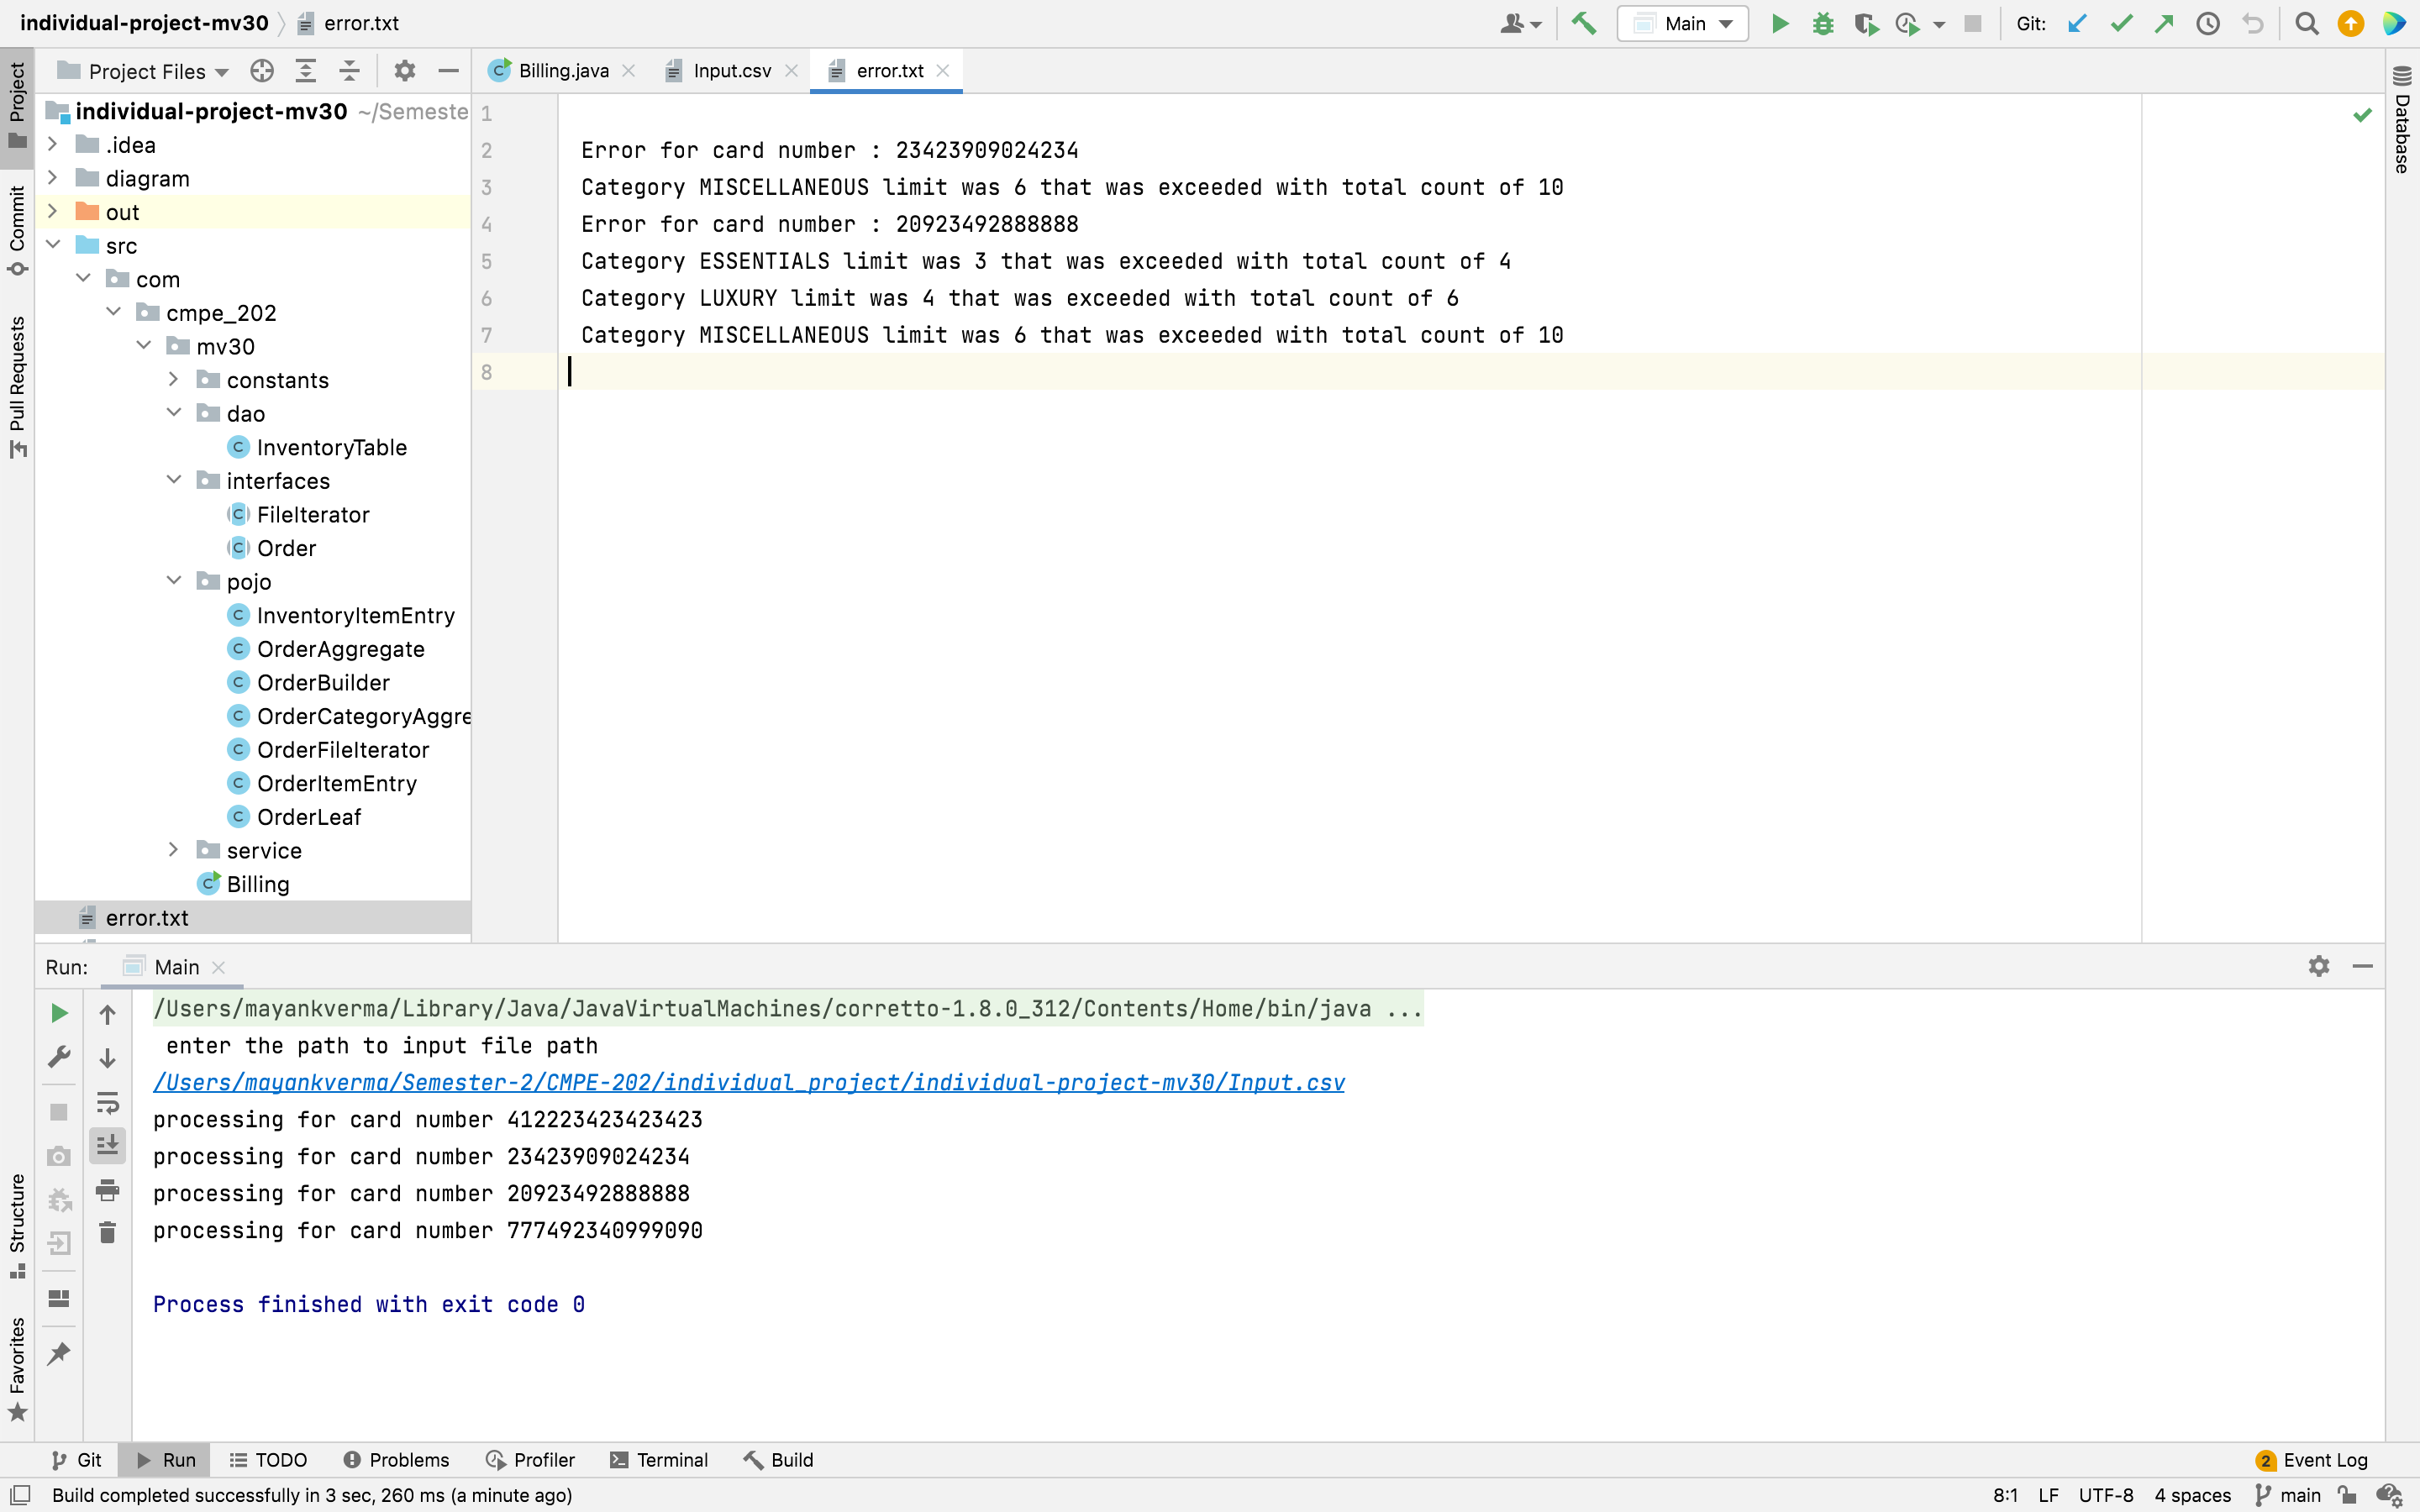 individual-project-mv30 error.txt
Main
Git:
Project
Commit
Pull Requests
Structure
Favorites
Database
Project Files
individual-project-mv30 ~/Semeste
.idea
diagram
out
src
com
cmpe_202
mv30
constants
dao
InventoryTable
interfaces
FileIterator
Order
pojo
InventoryItemEntry
OrderAggregate
OrderBuilder
OrderCategoryAggre
OrderFileIterator
OrderItemEntry
OrderLeaf
service
Billing
error.txt
Billing.java Input.csv error.txt
1
2 Error for card number : 23423909024234
3 Category MISCELLANEOUS limit was 6 that was exceeded with total count of 10
4 Error for card number : 20923492888888
5 Category ESSENTIALS limit was 3 that was exceeded with total count of 4
6 Category LUXURY limit was 4 that was exceeded with total count of 6
7 Category MISCELLANEOUS limit was 6 that was exceeded with total count of 10
8
Run: Main
/Users/mayankverma/Library/Java/JavaVirtualMachines/corretto-1.8.0_312/Contents/Home/bin/java ...
enter the path to input file path
/Users/mayankverma/Semester-2/CMPE-202/individual_project/individual-project-mv30/Input.csv
processing for card number 412223423423423
processing for card number 23423909024234
processing for card number 20923492888888
processing for card number 777492340999090
Process finished with exit code 0
Git Run TODO Problems Profiler Terminal Build 2 Event Log
Build completed successfully in 3 sec, 260 ms (a minute ago) 8:1 LF UTF-8 4 spaces main